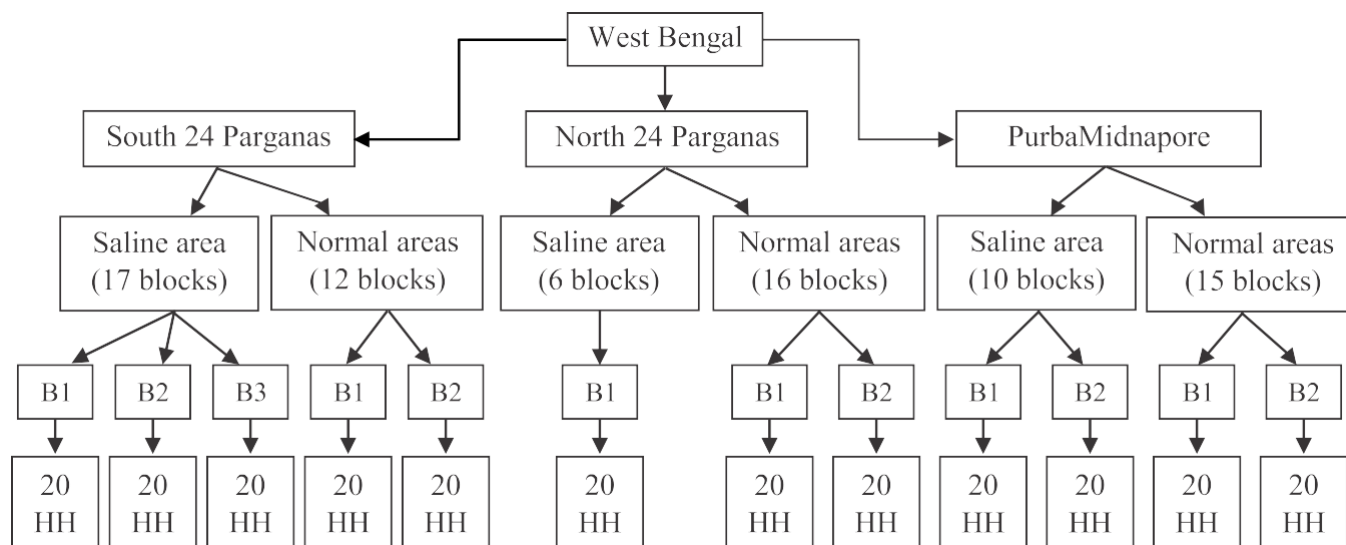 West Bengal
South 24 Parganas
North 24 Parganas
PurbaMidnapore
Saline area
(17 blocks)
Normal areas
(12 blocks)
Saline area
(6 blocks)
Normal areas
(16 blocks)
Saline area
(10 blocks)
Normal areas
(15 blocks)
B1
B2
B3
B1
B2
B1
B1
B2
B1
B2
B1
B2
20
HH
20
HH
20
HH
20
HH
20
HH
20
HH
20
HH
20
HH
20
HH
20
HH
20
HH
20
HH